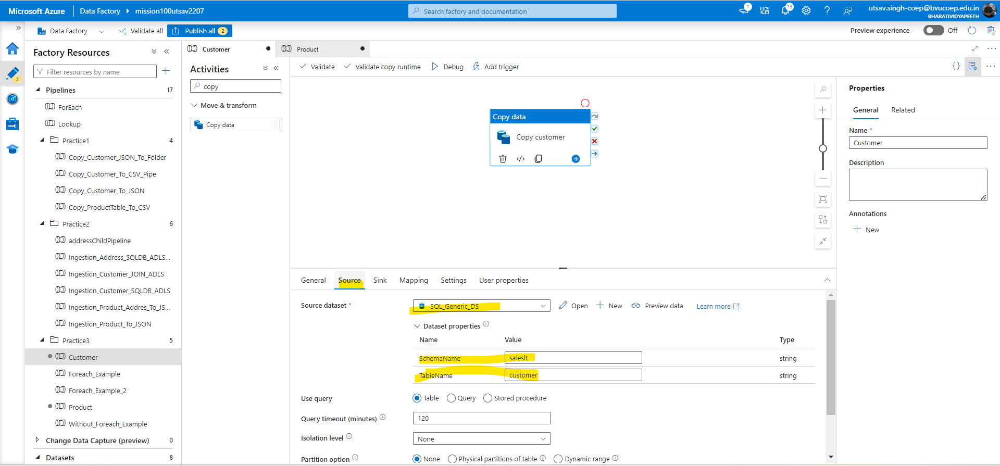 Microsoft Azure
Data Factory
mission100utsav2207
Search factory and documentation
1
13
utsav.singh-coep@bvucoep.edu.in
BHARATIVIDYAPEETH
Data Factory
Validate all
Publish all 2
Preview experience
Off
2
Factory Resources
Filter resources by name
Pipelines 17
ForEach
Lookup
Practice1 4
Copy_Customer_JSON_To_Folder
Copy_Customer_To_CSV_Pipe
Copy_Customer_To_JSON
Copy_ProductTable_To_CSV
Practice2 6
addressChildPipeline
Ingestion_Address_SQLDB_ADLS...
Ingestion_Customer_JOIN_ADLS
Ingestion_Customer_SQLDB_ADLS
Ingestion_Product_Addres_To_JS...
Ingestion_Product_To_JSON
Practice3 5
Customer
Foreach_Example
Foreach_Example_2
Product
Without_Foreach_Example
Change Data Capture (preview) 0
Datasets 8
Customer
Product
Activities
copy
Move & transform
Copy data
Validate
Validate copy runtime
Debug
Add trigger
Copy data
Copy customer
Properties
General
Related
Name *
Customer
Description
Annotations
New
General
Source
Sink
Mapping
Settings
User properties
Source dataset *
SQL_Generic_DS
Open
New
Preview data
Learn more
Dataset properties
Name Value Type
SchemaName saleslt string
TableName customer string
Use query
Table Query Stored procedure
Query timeout (minutes)
120
Isolation level
None
Partition option
None Physical partitions of table Dynamic range